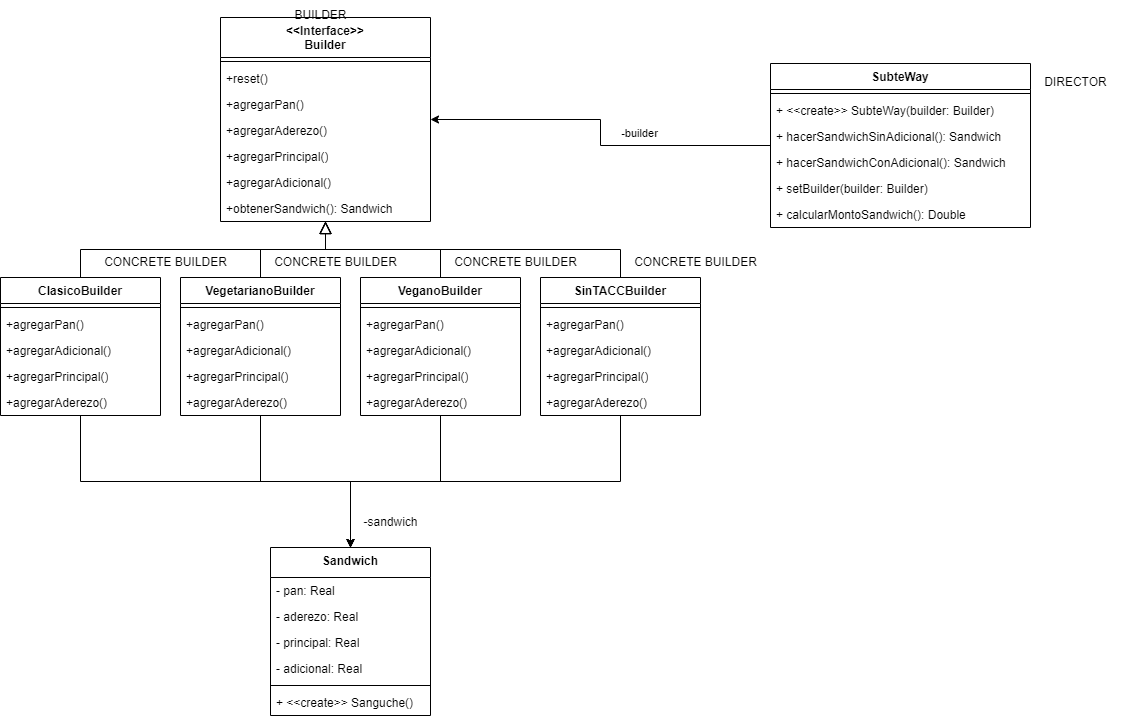 BUILDER
<<Interface>>
Builder
+reset()
+agregarPan()
+agregarAderezo()
+agregarPrincipal()
+agregarAdicional()
+obtenerSandwich(): Sandwich
-builder
SubteWay
DIRECTOR
+ <<create>> SubteWay(builder: Builder)
+ hacerSandwichSinAdicional(): Sandwich
+ hacerSandwichConAdicional(): Sandwich
+ setBuilder(builder: Builder)
+ calcularMontoSandwich(): Double
CONCRETE BUILDER
ClasicoBuilder
+agregarPan()
+agregarAdicional()
+agregarPrincipal()
+agregarAderezo()
CONCRETE BUILDER
VegetarianoBuilder
+agregarPan()
+agregarAdicional()
+agregarPrincipal()
+agregarAderezo()
CONCRETE BUILDER
VeganoBuilder
+agregarPan()
+agregarAdicional()
+agregarPrincipal()
+agregarAderezo()
CONCRETE BUILDER
SinTACCBuilder
+agregarPan()
+agregarAdicional()
+agregarPrincipal()
+agregarAderezo()
-sandwich
Sandwich
- pan: Real
- aderezo: Real
- principal: Real
- adicional: Real
+ <<create>> Sanguche()